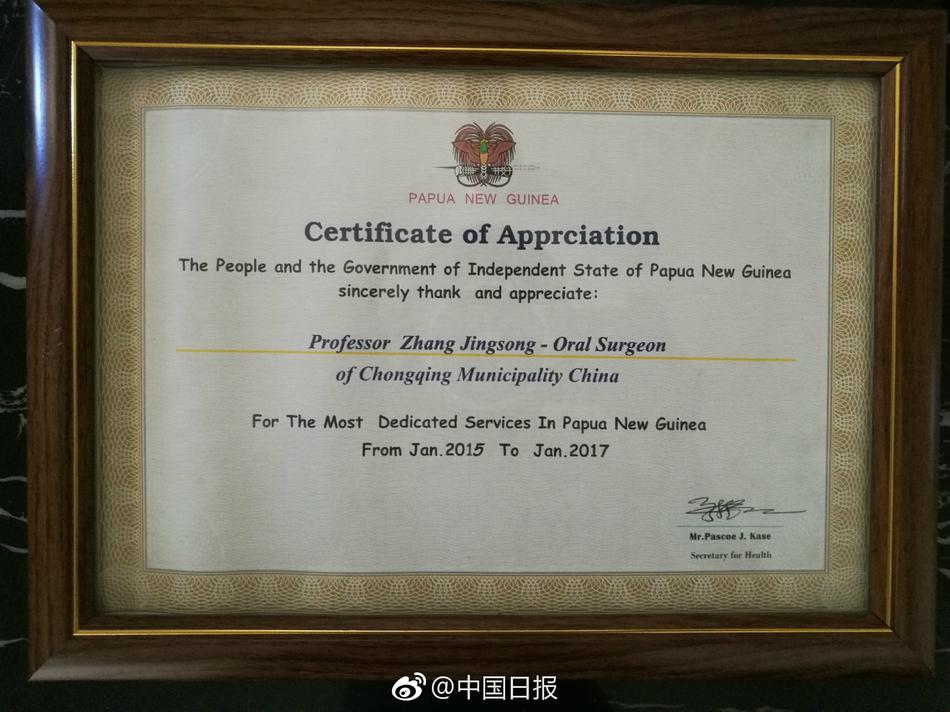 PAPUA NEW GUINEA
Certificate of Apprciation
The People and the Government of Independent State of Papua New Guinea
sincerely thank and appreciate:
Professor Zhang Jingsong - Oral Surgeon
of Chongqing Municipality China
For The Most Dedicated Services In Papua New Guinea
From Jan.2015 To Jan.2017
Mr.Pascoe J. Kase
Secretary for Health
@中国日报